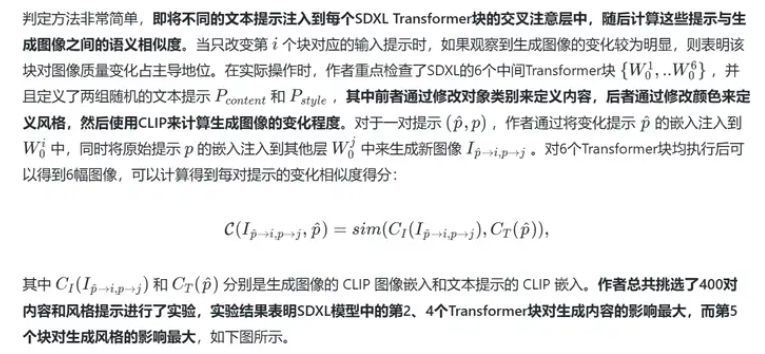 判定方法非常简单，即将不同的文本提示注入到每个SDXL Transformer块的交叉注意层中，随后计算这些提示与生
成图像之间的语义相似度。当只改变第 i 个块对应的输入提示时，如果观察到生成图像的变化较为明显，则表明该
块对图像质量变化占主导地位。在实际操作时，作者重点检查了SDXL的6个中间Transformer块 {W_0^1,..W_0^6}，并
且定义了两组随机的文本提示 P_{content} 和 P_{style}，其中前者通过修改对象类别来定义内容，后者通过修改颜色来定
义风格，然后使用CLIP来计算生成图像的变化程度。对于一对提示 (p̂,p)，作者通过将变化提示 p̂ 的嵌入注入到
W_0^i 中，同时将原始提示 p 的嵌入注入到其他层 W_0^j 中来生成新图像 I_{p̂→i,p→j}。对6个Transformer块均执行后可
以得到6幅图像，可以计算得到每对提示的变化相似度得分：
C(I_{p̂→i,p→j},p̂) = sim(C_I(I_{p̂→i,p→j}),C_T(p̂)),
其中 C_I(I_{p̂→i,p→j}) 和 C_T(p̂) 分别是生成图像的 CLIP 图像嵌入和文本提示的 CLIP 嵌入。作者总共挑选了400对
内容和风格提示进行了实验，实验结果表明SDXL模型中的第2、4个Transformer块对生成内容的影响最大，而第5
个块对生成风格的影响最大，如下图所示。